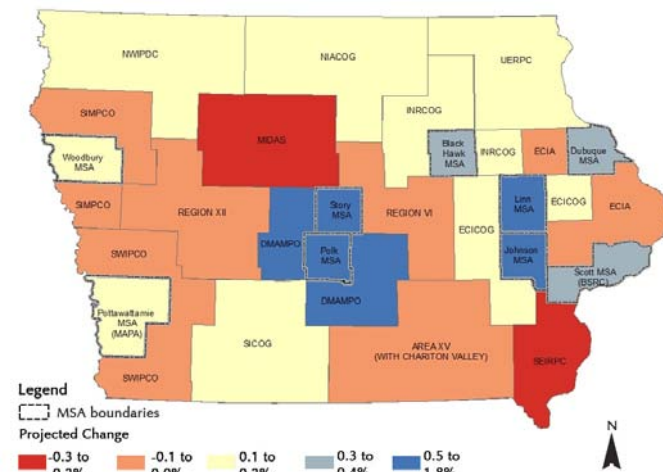 NWIPDC
NIACOG
UERPC
SIMPCO
INRCOG
MIDAS
Black
Hawk
MSA
INRCOG
ECIA
Dubuque
MSA
Woodbury
MSA
SIMPCO
REGION XII
Story
MSA
REGION VI
ECICOG
Linn
MSA
ECICOG
ECIA
DMAMPO
Polk
MSA
SWIPCO
Johnson
MSA
Scott MSA
(BSRC)
DMAMPO
Pottawattamie
MSA
(MAPA)
SICOG
AREA XV
(WITH CHARITON VALLEY)
SEIRPC
SWIPCO
Legend
MSA boundaries
Projected Change
N
-0.3 to
-0.1 to
0.1 to
0.3 to
0.5 to